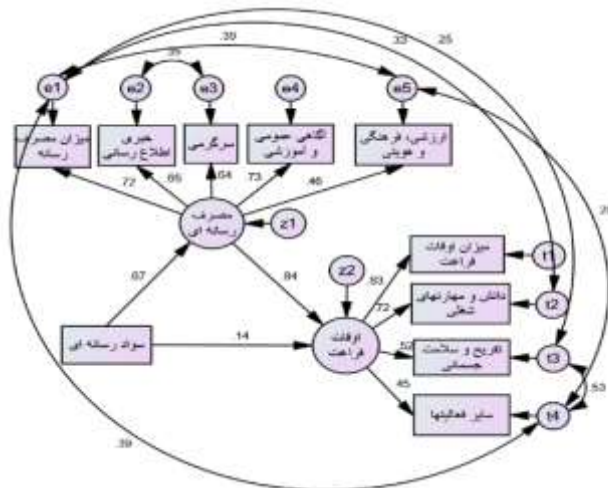 .39
.33
.25
.35
e1
e2
e3
e4
e5
میزان مصرف
رسانه
خبری
اطلاع رسانی
سرگرمی
آگاهی عمومی
و آموزشی
ارزشی، فرهنگی
و هویتی
.72
.65
.64
.73
.46
مصرف
رسانه ای
z1
z2
میزان اوقات
فراغت
t1
.67
.84
.83
.72
دانش و مهارتهای
شغلی
t2
سواد رسانه ای
.14
اوقات
فراغت
.52
تفریح و سلامت
جسمانی
t3
.53
.45
سایر فعالیتها
t4
.39